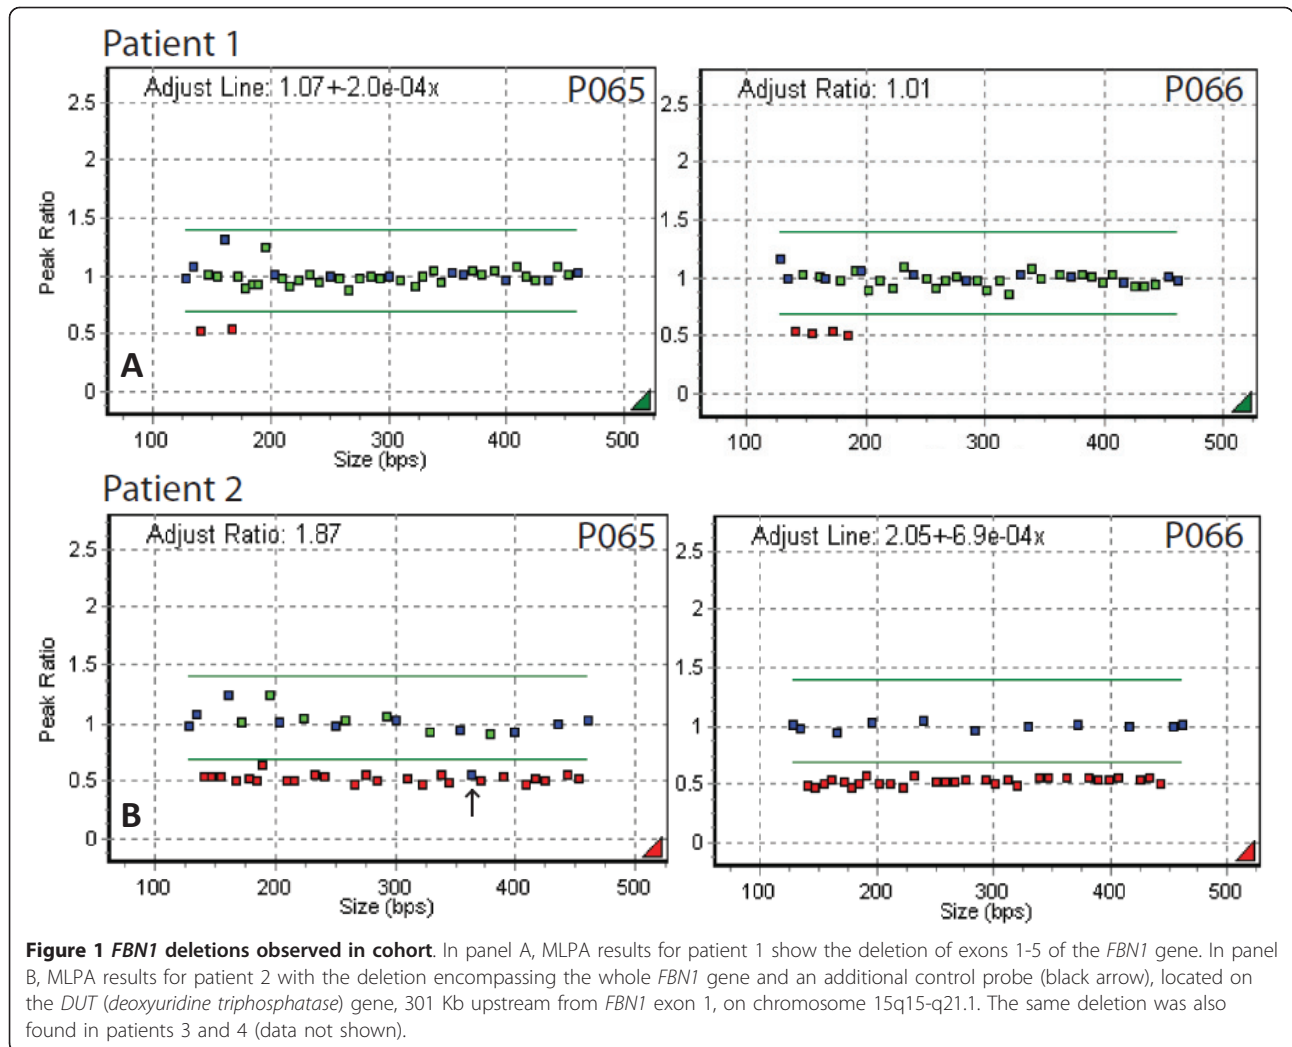 Patient 1
Adjust Line: 1.07+-2.0e-04x
P065
2.5
2
1.5
1
0.5
0
Peak Ratio
A
100
200
300
400
500
Size (bps)
Adjust Ratio: 1.01
P066
2.5
2
1.5
1
0.5
0
100
200
300
400
500
Patient 2
Adjust Ratio: 1.87
P065
2.5
2
1.5
1
0.5
0
Peak Ratio
B
100
200
300
400
500
Size (bps)
Adjust Line: 2.05+-6.9e-04x
P066
2.5
2
1.5
1
0.5
0
100
200
300
400
500
Size (bps)
Figure 1 FBN1 deletions observed in cohort. In panel A, MLPA results for patient 1 show the deletion of exons 1-5 of the FBN1 gene. In panel
B, MLPA results for patient 2 with the deletion encompassing the whole FBN1 gene and an additional control probe (black arrow), located on
the DUT (deoxyuridine triphosphatase) gene, 301 Kb upstream from FBN1 exon 1, on chromosome 15q15-q21.1. The same deletion was also
found in patients 3 and 4 (data not shown).